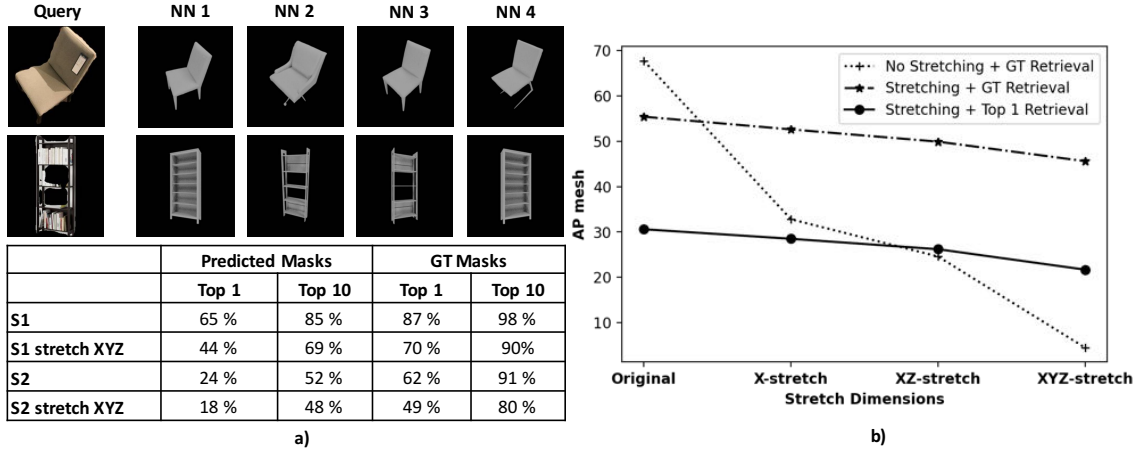 Query NN 1 NN 2 NN 3 NN 4
Predicted Masks GT Masks
Top 1 Top 10 Top 1 Top 10
S1 65 % 85 % 87 % 98 %
S1 stretch XYZ 44 % 69 % 70% 90%
S2 24 % 52 % 62 % 91 %
S2 stretch XYZ 18 % 48 % 49 % 80 %
a)
AP mesh
70
60
50
40
30
20
10
No Stretching + GT Retrieval
Stretching + GT Retrieval
Stretching + Top 1 Retrieval
Original X-stretch XZ-stretch XYZ-stretch
Stretch Dimensions
b)